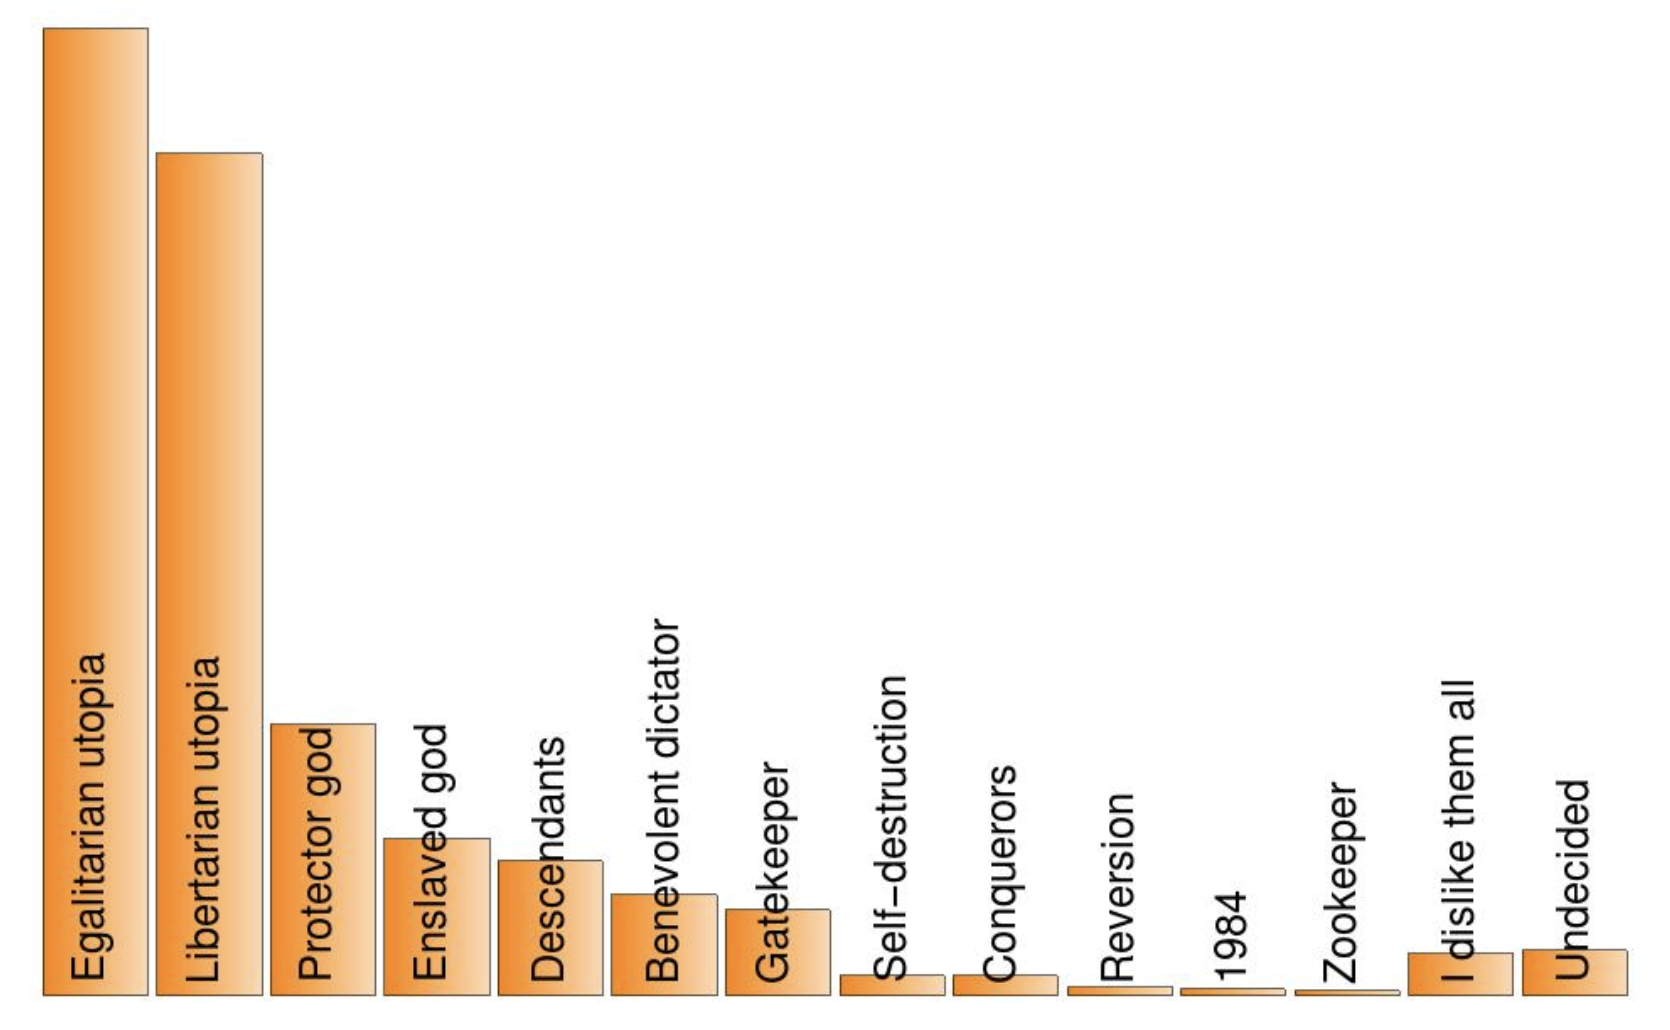 Egalitarian utopia
Libertarian utopia
Protector god
Enslaved god
Descendants
Benevolent dictator
Gatekeeper
Self−destruction
Conquerors
Reversion
1984
Zookeeper
I dislike them all
Undecided